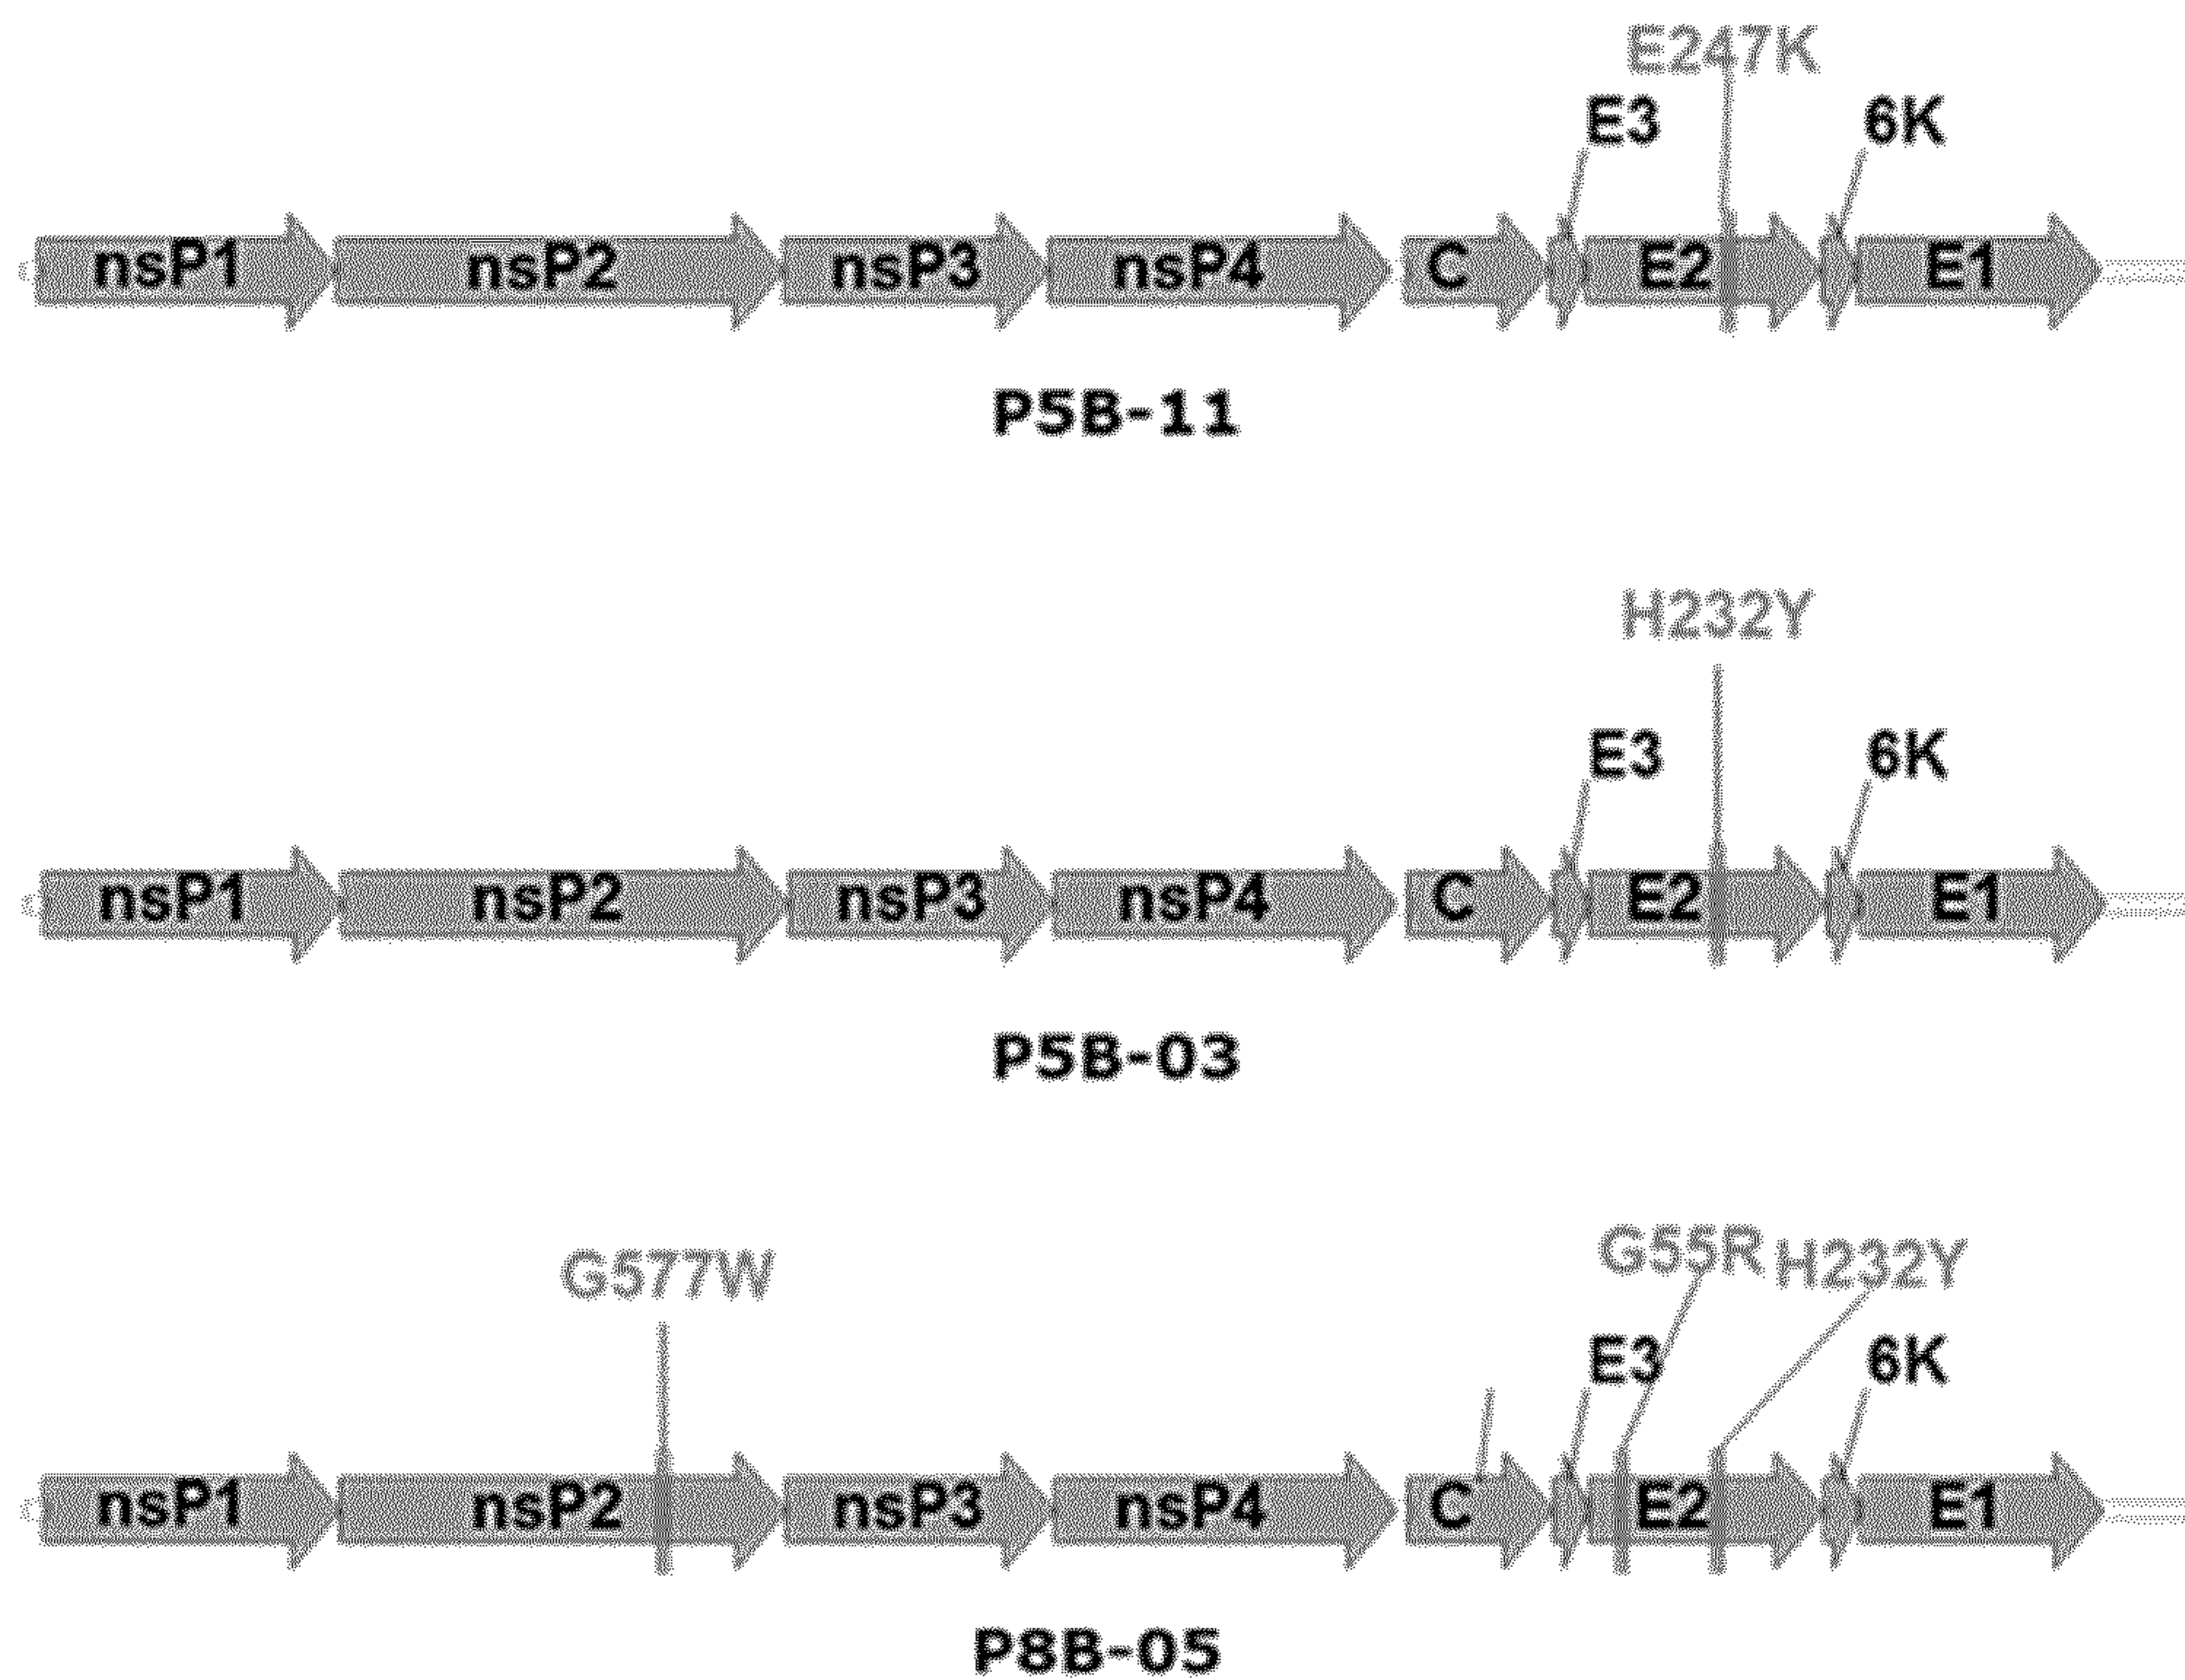 E247K
E3 6K
nsP1 nsP2 nsP3 nsP4 C E2 E1
P5B-11
H232Y
E3 6K
nsP1 nsP2 nsP3 nsP4 C E2 E1
P5B-03
G577W G55R H232Y
E3 6K
nsP1 nsP2 nsP3 nsP4 C E2 E1
P8B-05